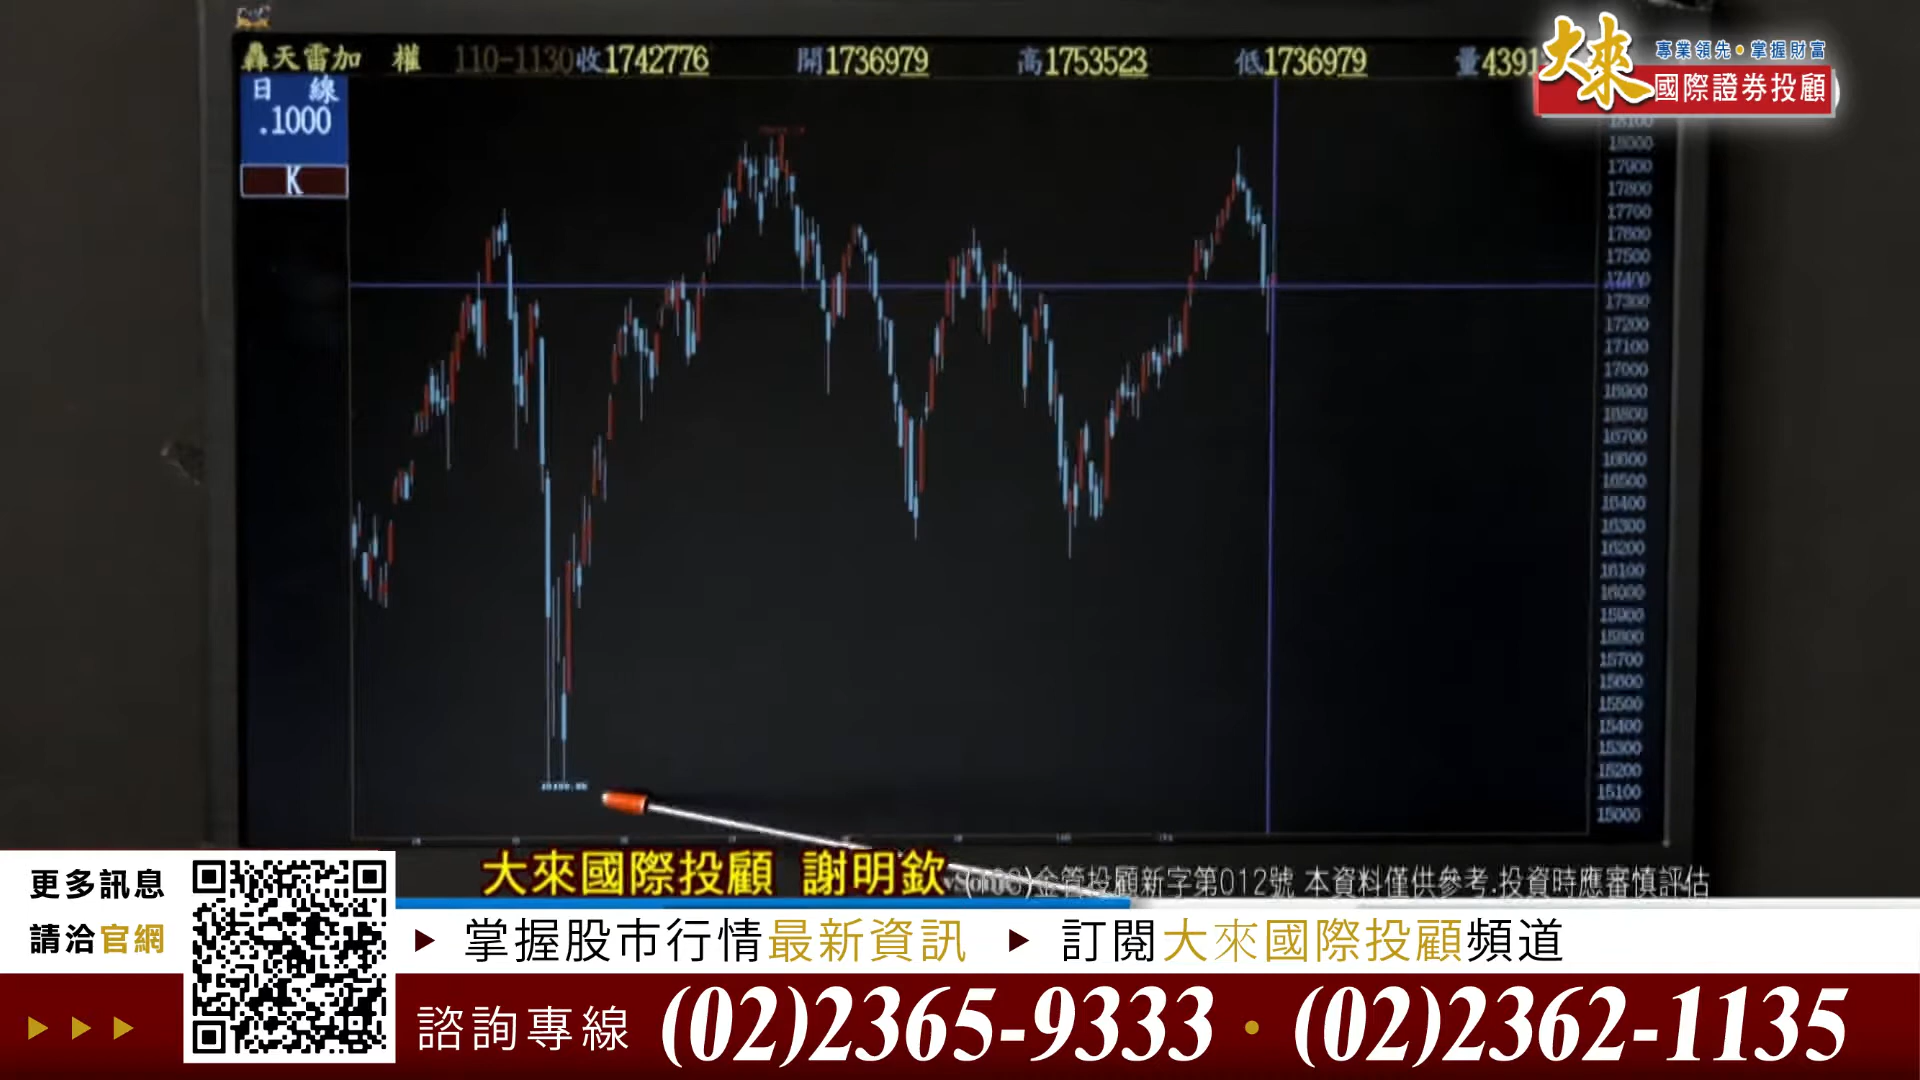 轟天雷加 權 110-1130收1742776 開1736979 高1753523 低1736979 量4391
日 線
.1000
K
大來
專業領先•掌握財富
國際證券投顧
18100
18000
17900
17800
17700
17600
17500
17400
17300
17200
17100
17000
16900
16800
16700
16600
16500
16400
16300
16200
16100
16000
15900
15800
15700
15600
15500
15400
15300
15200
15100
15000
大來國際投顧 謝明欽
金管投顧新字第012號 本資料僅供參考.投資時應審慎評估
更多訊息
請洽官網
掌握股市行情最新資訊 訂閱大來國際投顧頻道
諮詢專線 (02)2365-9333 • (02)2362-1135